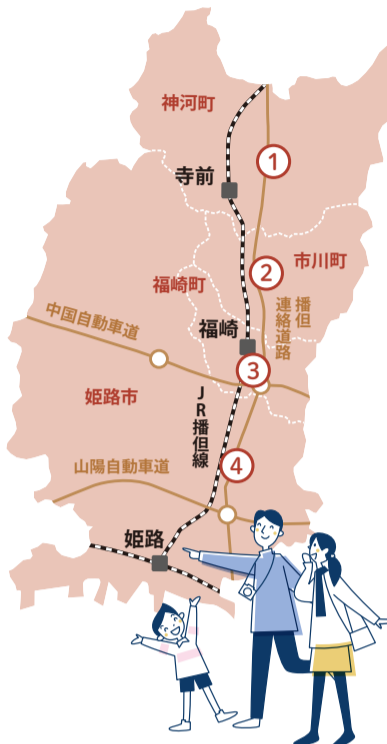 神河町
①
寺前
市川町
②
福崎町
播但
連絡道路
中国自動車道
福崎
③
姫路市
JR播但線
④
山陽自動車道
姫路